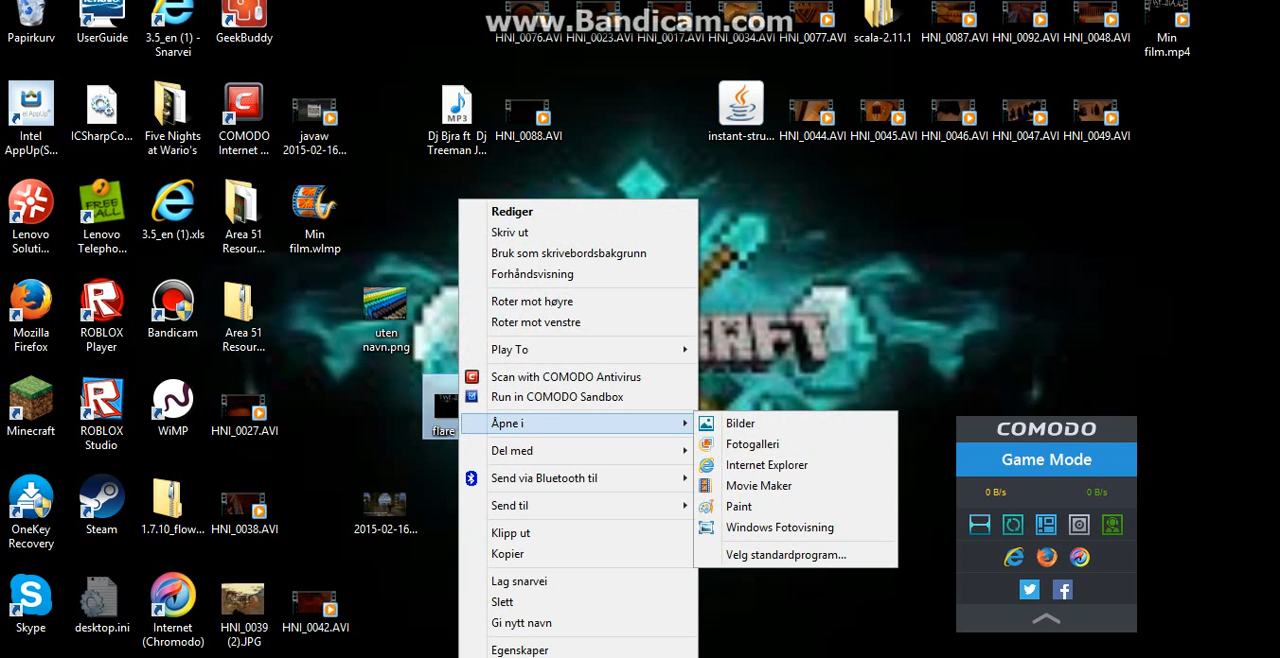 www.Bandicam.com
Papirkurv
UserGuide
3.5_en (1) -
Snarvei
GeekBuddy
HNI_0076.AVI
HNI_0023.AVI
HNI_0017.AVI
HNI_0034.AVI
HNI_0077.AVI
scala-2.11.1
HNI_0087.AVI
HNI_0092.AVI
HNI_0048.AVI
Min
film.mp4
Intel
AppUp(S...
ICSharpCo...
Five Nights
at Wario's
COMODO
Internet ...
javaw
2015-02-16...
MP3
Dj Bjra ft Dj
Treeman J...
HNI_0088.AVI
instant-stru...
HNI_0044.AVI
HNI_0045.AVI
HNI_0046.AVI
HNI_0047.AVI
HNI_0049.AVI
Lenovo
Soluti...
FREE
CALL
Lenovo
Telepho...
3.5_en (1).xls
Area 51
Resour...
Min
film.wlmp
Mozilla
Firefox
ROBLOX
Player
Bandicam
Area 51
Resour...
uten
navn.png
Minecraft
ROBLOX
Studio
WiMP
HNI_0027.AVI
flare
OneKey
Recovery
Steam
1.7.10_flow...
HNI_0038.AVI
2015-02-16...
Skype
desktop.ini
Internet
(Chromodo)
HNI_0039
(2).JPG
HNI_0042.AVI
Rediger
Skriv ut
Bruk som skrivebordsbakgrunn
Forhåndsvisning
Roter mot høyre
Roter mot venstre
Play To
Scan with COMODO Antivirus
Run in COMODO Sandbox
Åpne i
Del med
Send via Bluetooth til
Send til
Klipp ut
Kopier
Lag snarvei
Slett
Gi nytt navn
Egenskaper
Bilder
Fotogalleri
Internet Explorer
Movie Maker
Paint
Windows Fotovisning
Velg standardprogram...
RAFT
COMODO
Game Mode
0 B/s
0 B/s